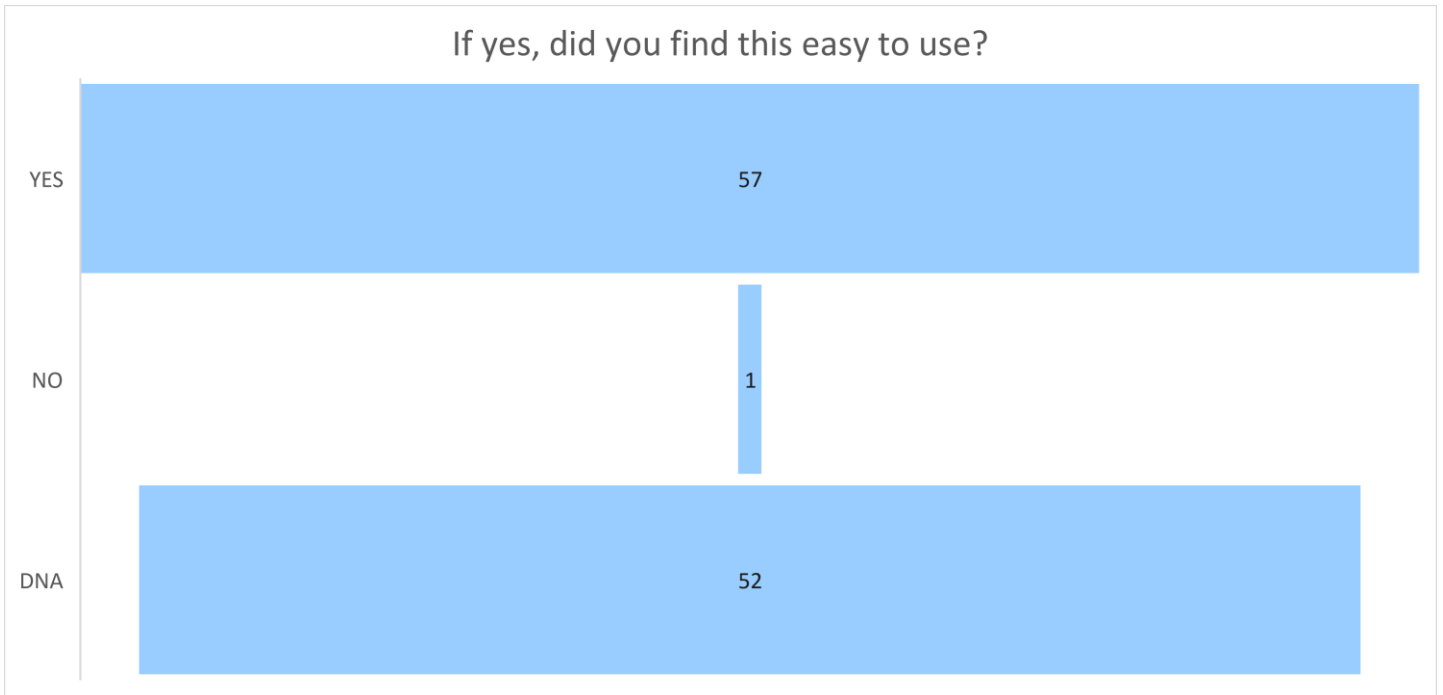 If yes, did you find this easy to use?
YES
57
NO
1
DNA
52